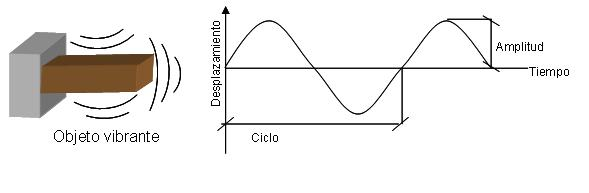 Objeto vibrante
Desplazamiento
Amplitud
Tiempo
Ciclo